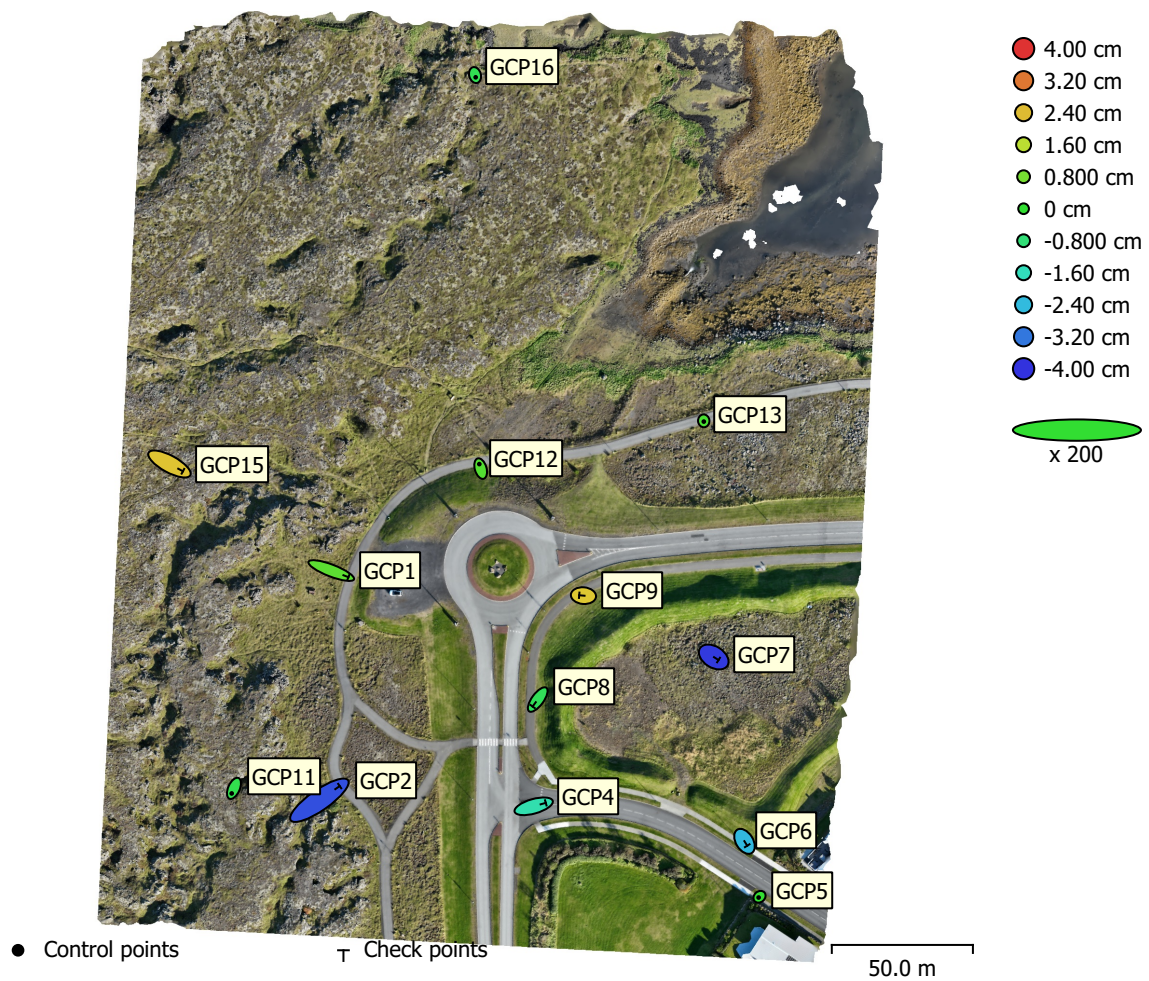 GCP16
4.00 cm
3.20 cm
2.40 cm
1.60 cm
0.800 cm
0 cm
-0.800 cm
-1.60 cm
-2.40 cm
-3.20 cm
-4.00 cm
x 200
GCP13
GCP12
GCP15
GCP1
GCP9
GCP7
GCP8
GCP11
GCP2
GCP4
GCP6
GCP5
Control points
Check points
50.0 m